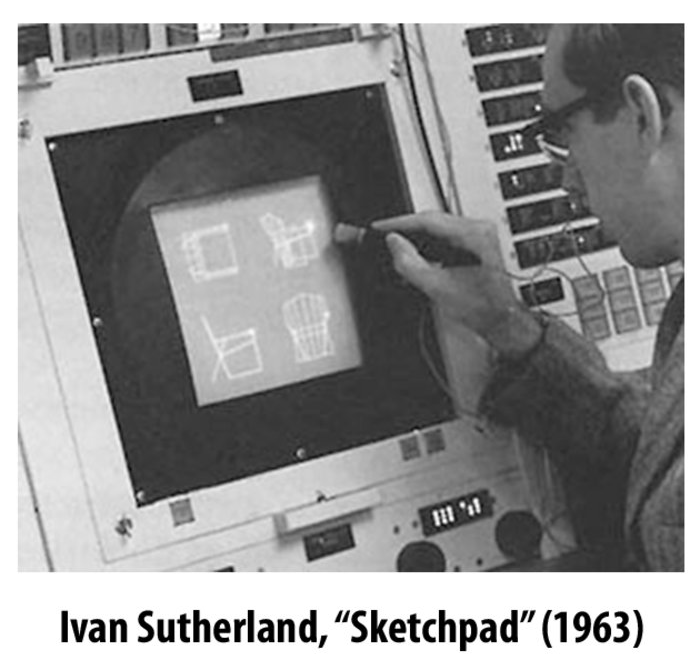 Ivan Sutherland, “Sketchpad” (1963)